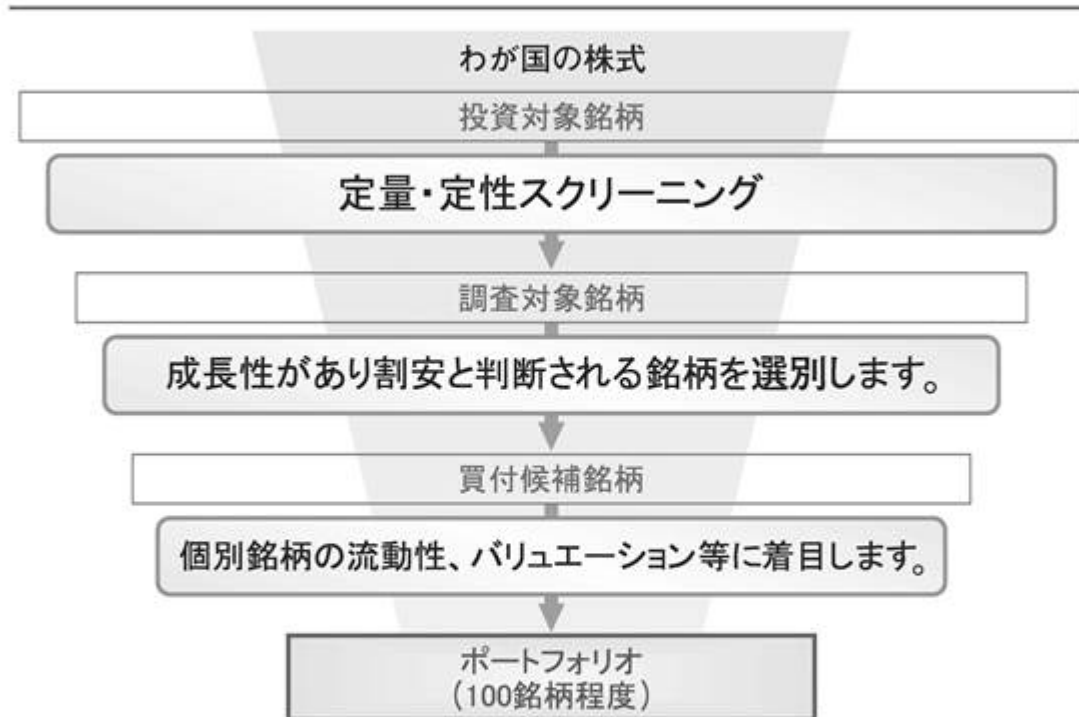 わが国の株式
投資対象銘柄
定量・定性スクリーニング
調査対象銘柄
成長性があり割安と判断される銘柄を選別します。
買付候補銘柄
個別銘柄の流動性、バリュエーション等に着目します。
ポートフォリオ
(100銘柄程度)